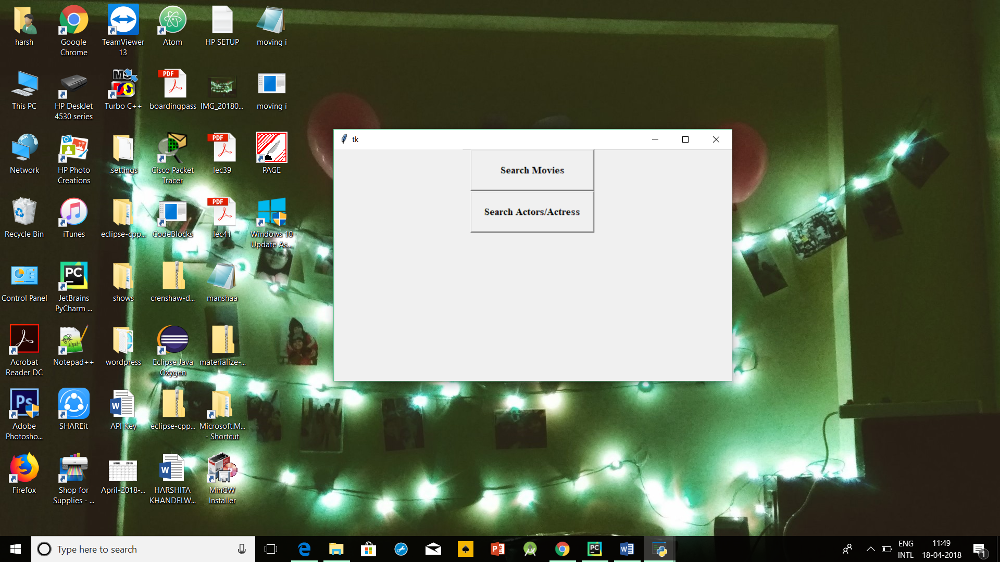 harsh
Google
Chrome
TeamViewer
13
Atom
HP SETUP
moving i
This PC
HP DeskJet
4530 series
Turbo C++
boardingpass
IMG_20180...
moving i
Network
HP Photo
Creations
.settings
Cisco Packet
Tracer
lec39
PAGE
Recycle Bin
iTunes
eclipse-cpp...
CodeBlocks
lec41
Windows 10
Update As...
Control Panel
JetBrains
PyCharm ...
shows
crenshaw-d...
manshaa
Acrobat
Reader DC
Notepad++
wordpress
Eclipse Java
Oxygen
materialize-...
Adobe
Photosho...
SHAREit
API Key
eclipse-cpp...
Microsoft.M...
- Shortcut
Firefox
Shop for
Supplies - ...
April-2018-...
HARSHITA
KHANDELW...
MinGW
Installer
tk
Search Movies
Search Actors/Actress
Type here to search
ENG
INTL
11:49
18-04-2018
1